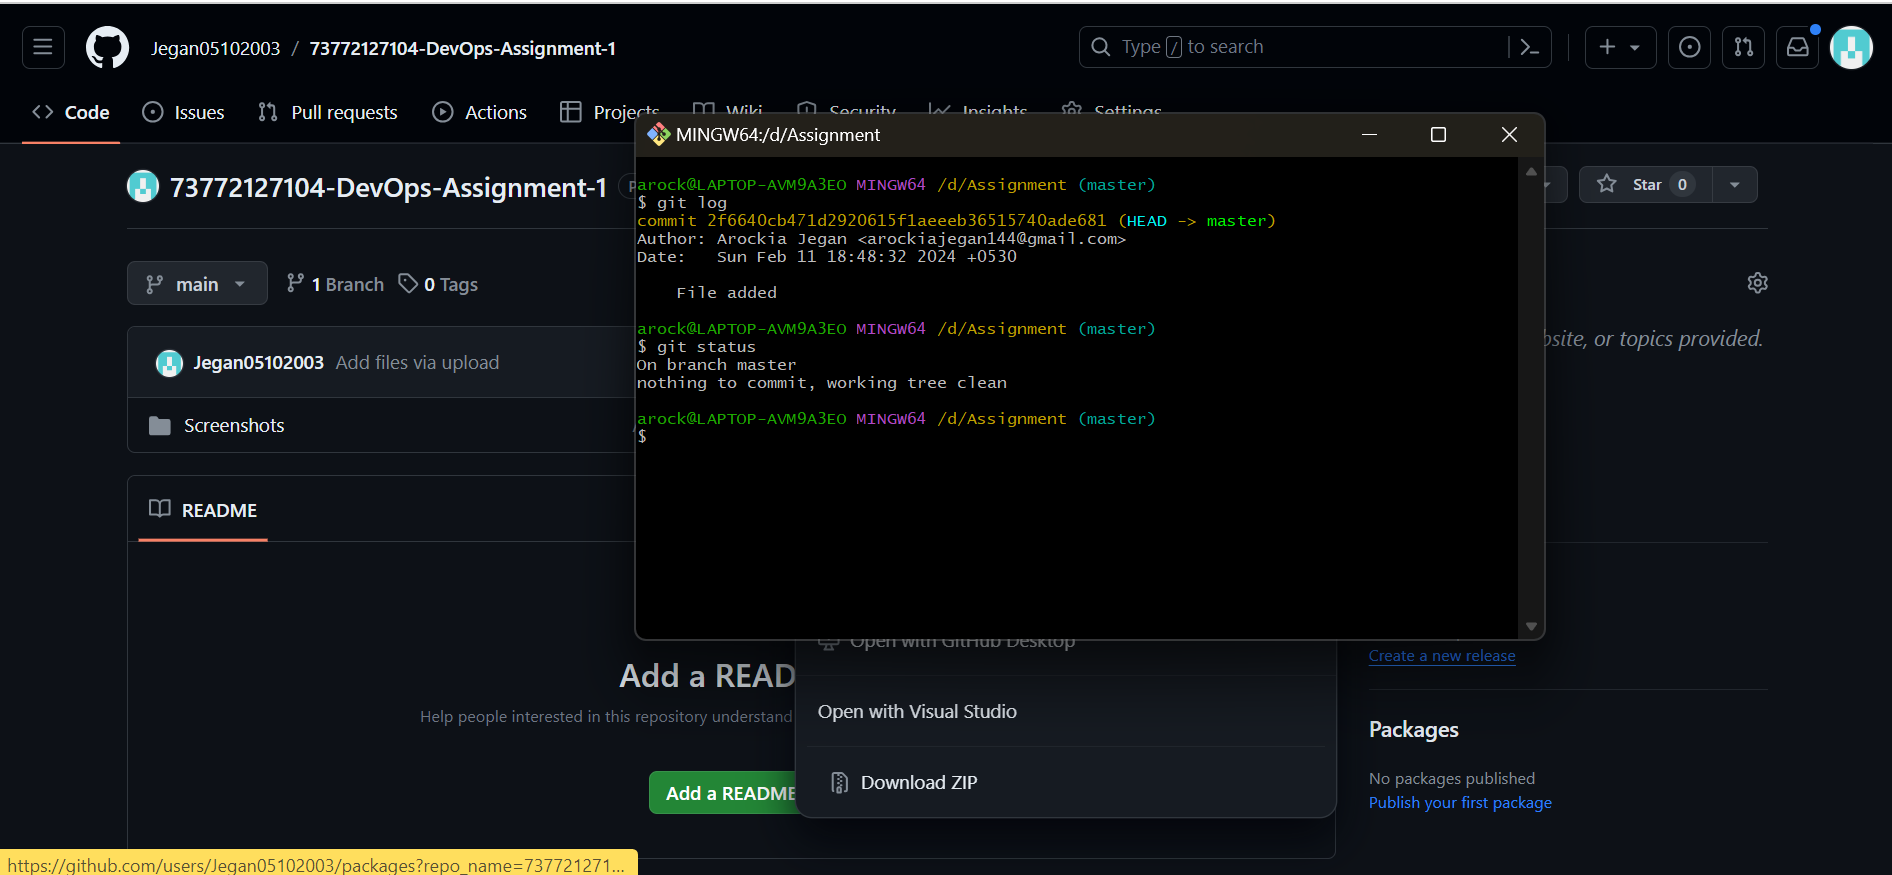 Jegan05102003 / 73772127104-DevOps-Assignment-1
Type / to search
Code
Issues
Pull requests
Actions
Projects
Wiki
Security
Insights
Settings
73772127104-DevOps-Assignment-1
Star 0
main
1 Branch
0 Tags
Jegan05102003 Add files via upload
Screenshots
README
Add a READ
Help people interested in this repository understand
Add a README
MINGW64:/d/Assignment
arock@LAPTOP-AVM9A3EO MINGW64 /d/Assignment (master)
$ git log
commit 2f6640cb471d2920615f1aeeeb36515740ade681 (HEAD -> master)
Author: Arockia Jegan <arockiajegan144@gmail.com>
Date: Sun Feb 11 18:48:32 2024 +0530
File added
arock@LAPTOP-AVM9A3EO MINGW64 /d/Assignment (master)
$ git status
On branch master
nothing to commit, working tree clean
arock@LAPTOP-AVM9A3EO MINGW64 /d/Assignment (master)
$
Open with GitHub Desktop
Open with Visual Studio
Download ZIP
or topics provided.
Create a new release
Packages
No packages published
Publish your first package
https://github.com/users/Jegan05102003/packages?repo_name=737721271...